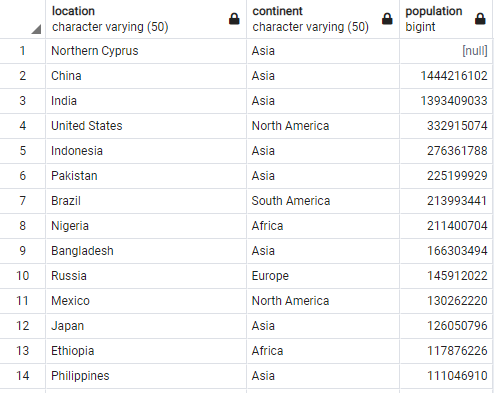 location continent population
character varying (50) character varying (50) bigint
1 Northern Cyprus Asia [null]
2 China Asia 1444216102
3 India Asia 1393409033
4 United States North America 332915074
5 Indonesia Asia 276361788
6 Pakistan Asia 225199929
7 Brazil South America 213993441
8 Nigeria Africa 211400704
9 Bangladesh Asia 166303494
10 Russia Europe 145912022
11 Mexico North America 130262220
12 Japan Asia 126050796
13 Ethiopia Africa 117876226
14 Philippines Asia 111046910